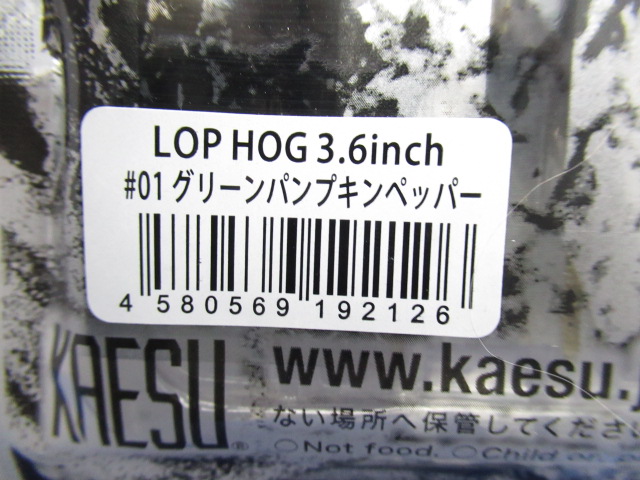 LOP HOG 3.6inch
#01 グリーンパンプキンペッパー
4 580569 192126
KAESU®
www.kaesu.j
ない場所へ保管してくださ
○Not food. ○Child